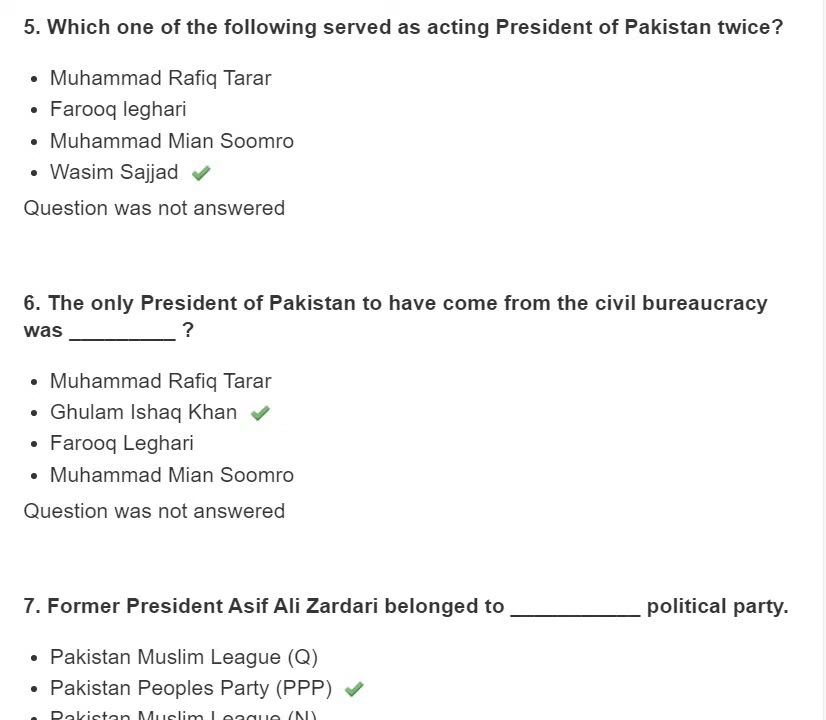 5. Which one of the following served as acting President of Pakistan twice?
• Muhammad Rafiq Tarar
• Farooq leghari
• Muhammad Mian Soomro
• Wasim Sajjad
Question was not answered
6. The only President of Pakistan to have come from the civil bureaucracy
was _________ ?
• Muhammad Rafiq Tarar
• Ghulam Ishaq Khan
• Farooq Leghari
• Muhammad Mian Soomro
Question was not answered
7. Former President Asif Ali Zardari belonged to ___________ political party.
• Pakistan Muslim League (Q)
• Pakistan Peoples Party (PPP)
• Pakistan Muslim League (N)